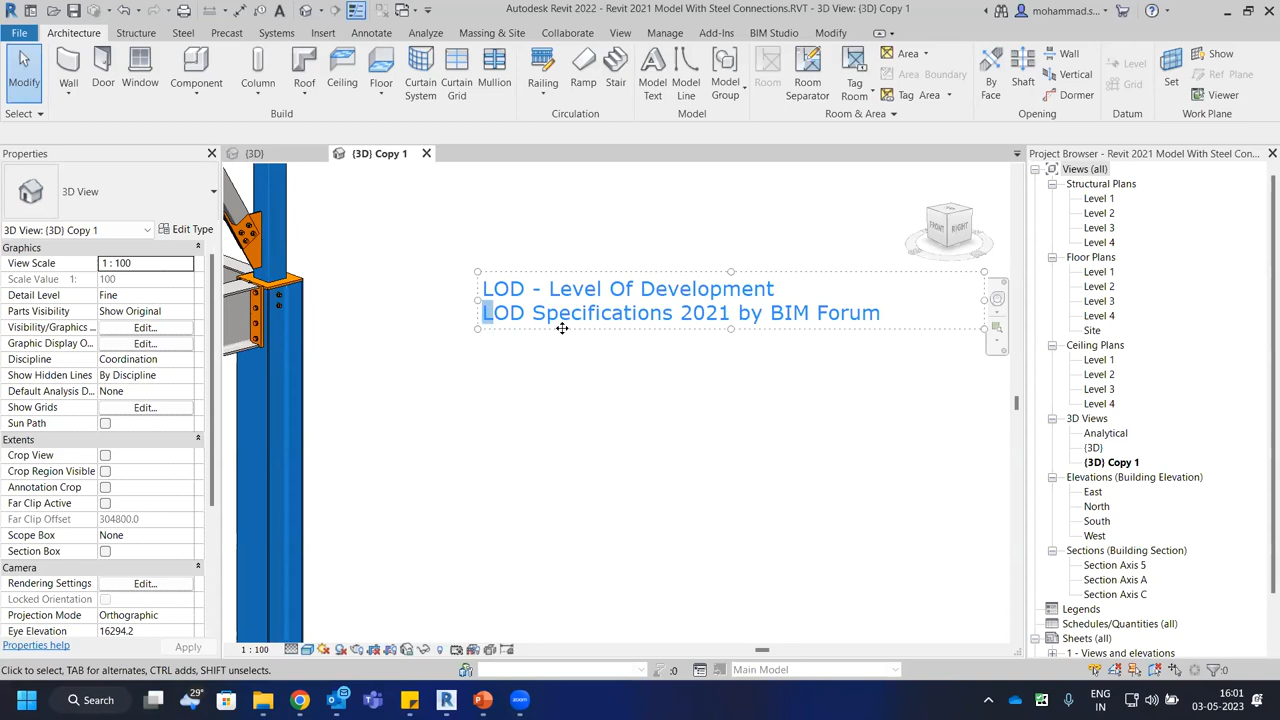 Autodesk Revit 2022 - Revit 2021 Model With Steel Connections.RVT - 3D View: {3D} Copy 1
mohammad.s...
File Architecture Structure Steel Precast Systems Insert Annotate Analyze Massing & Site Collaborate View Manage Add-Ins BIM Studio Modify
Modify Wall Door Window Component Column Roof Ceiling Floor Curtain System Curtain Grid Mullion Railing Ramp Stair Model Text Model Line Model Group Room Room Separator Tag Room
Area
Area Boundary
Tag Area
By Face Shaft
Wall
Vertical
Dormer
Level
Grid
Set
Show
Ref Plane
Viewer
Select Build Circulation Model Room & Area Opening Datum Work Plane
Properties
{3D}
{3D} Copy 1
Project Browser - Revit 2021 Model With Steel Con...
3D View
3D View: {3D} Copy 1 Edit Type
Graphics
View Scale 1 : 100
Scale Value 1: 100
Detail Level Fine
Parts Visibility Show Original
Visibility/Graphics Edit...
Graphic Display O... Edit...
Discipline Coordination
Show Hidden Lines By Discipline
Default Analysis D... None
Show Grids Edit...
Sun Path
Extents
Crop View
Crop Region Visible
Annotation Crop
Far Clip Active
Far Clip Offset 304800.0
Scope Box None
Section Box
Camera
Rendering Settings Edit...
Locked Orientation
Projection Mode Orthographic
Eye Elevation 16294.2
Properties help Apply
LOD - Level Of Development
LOD Specifications 2021 by BIM Forum
FRONT RIGHT
Views (all)
Structural Plans
Level 1
Level 2
Level 3
Level 4
Floor Plans
Level 1
Level 2
Level 3
Level 4
Site
Ceiling Plans
Level 1
Level 2
Level 3
Level 4
3D Views
Analytical
{3D}
{3D} Copy 1
Elevations (Building Elevation)
East
North
South
West
Sections (Building Section)
Section Axis 5
Section Axis A
Section Axis C
Legends
Schedules/Quantities (all)
Sheets (all)
1 - Views and elevations
1 : 100
Click to select, TAB for alternates, CTRL adds, SHIFT unselects.
:0
Main Model
:0
Search
29°
ENG
IN
16:01
03-05-2023